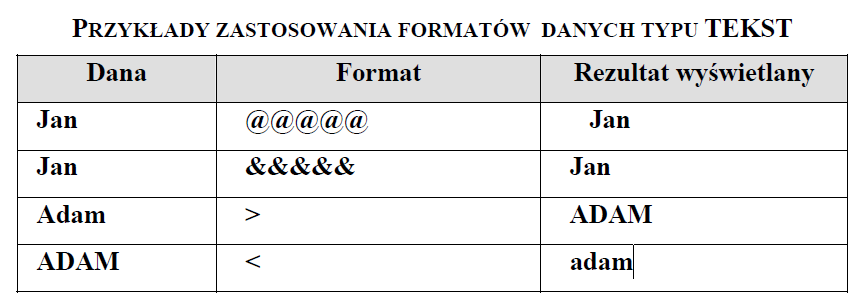 PRZYKŁADY ZASTOSOWANIA FORMATÓW DANYCH TYPU TEKST
Dana Format Rezultat wyświetlany
Jan @@@@@ Jan
Jan &&&&& Jan
Adam > ADAM
ADAM < adam